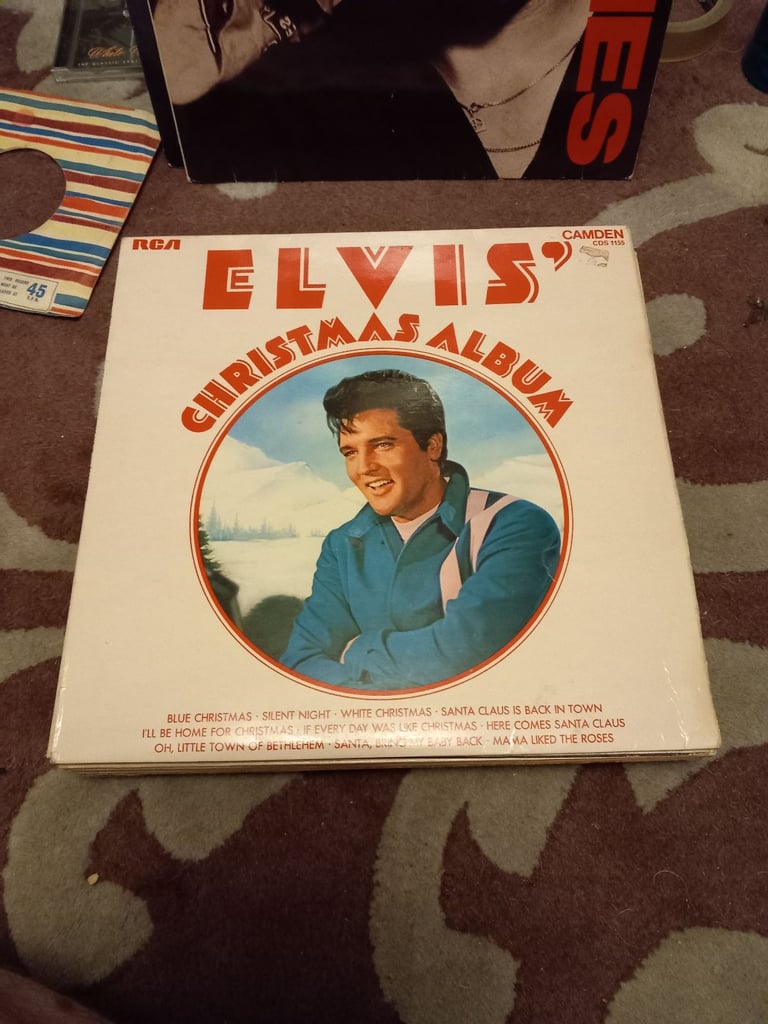 IES
45
RCA
CAMDEN
CDS 1155
ELVIS'
CHRISTMAS ALBUM
BLUE CHRISTMAS · SILENT NIGHT · WHITE CHRISTMAS · SANTA CLAUS IS BACK IN TOWN
I'LL BE HOME FOR CHRISTMAS · IF EVERY DAY WAS LIKE CHRISTMAS · HERE COMES SANTA CLAUS
OH, LITTLE TOWN OF BETHLEHEM · SANTA, BRING MY BABY BACK · MAMA LIKED THE ROSES